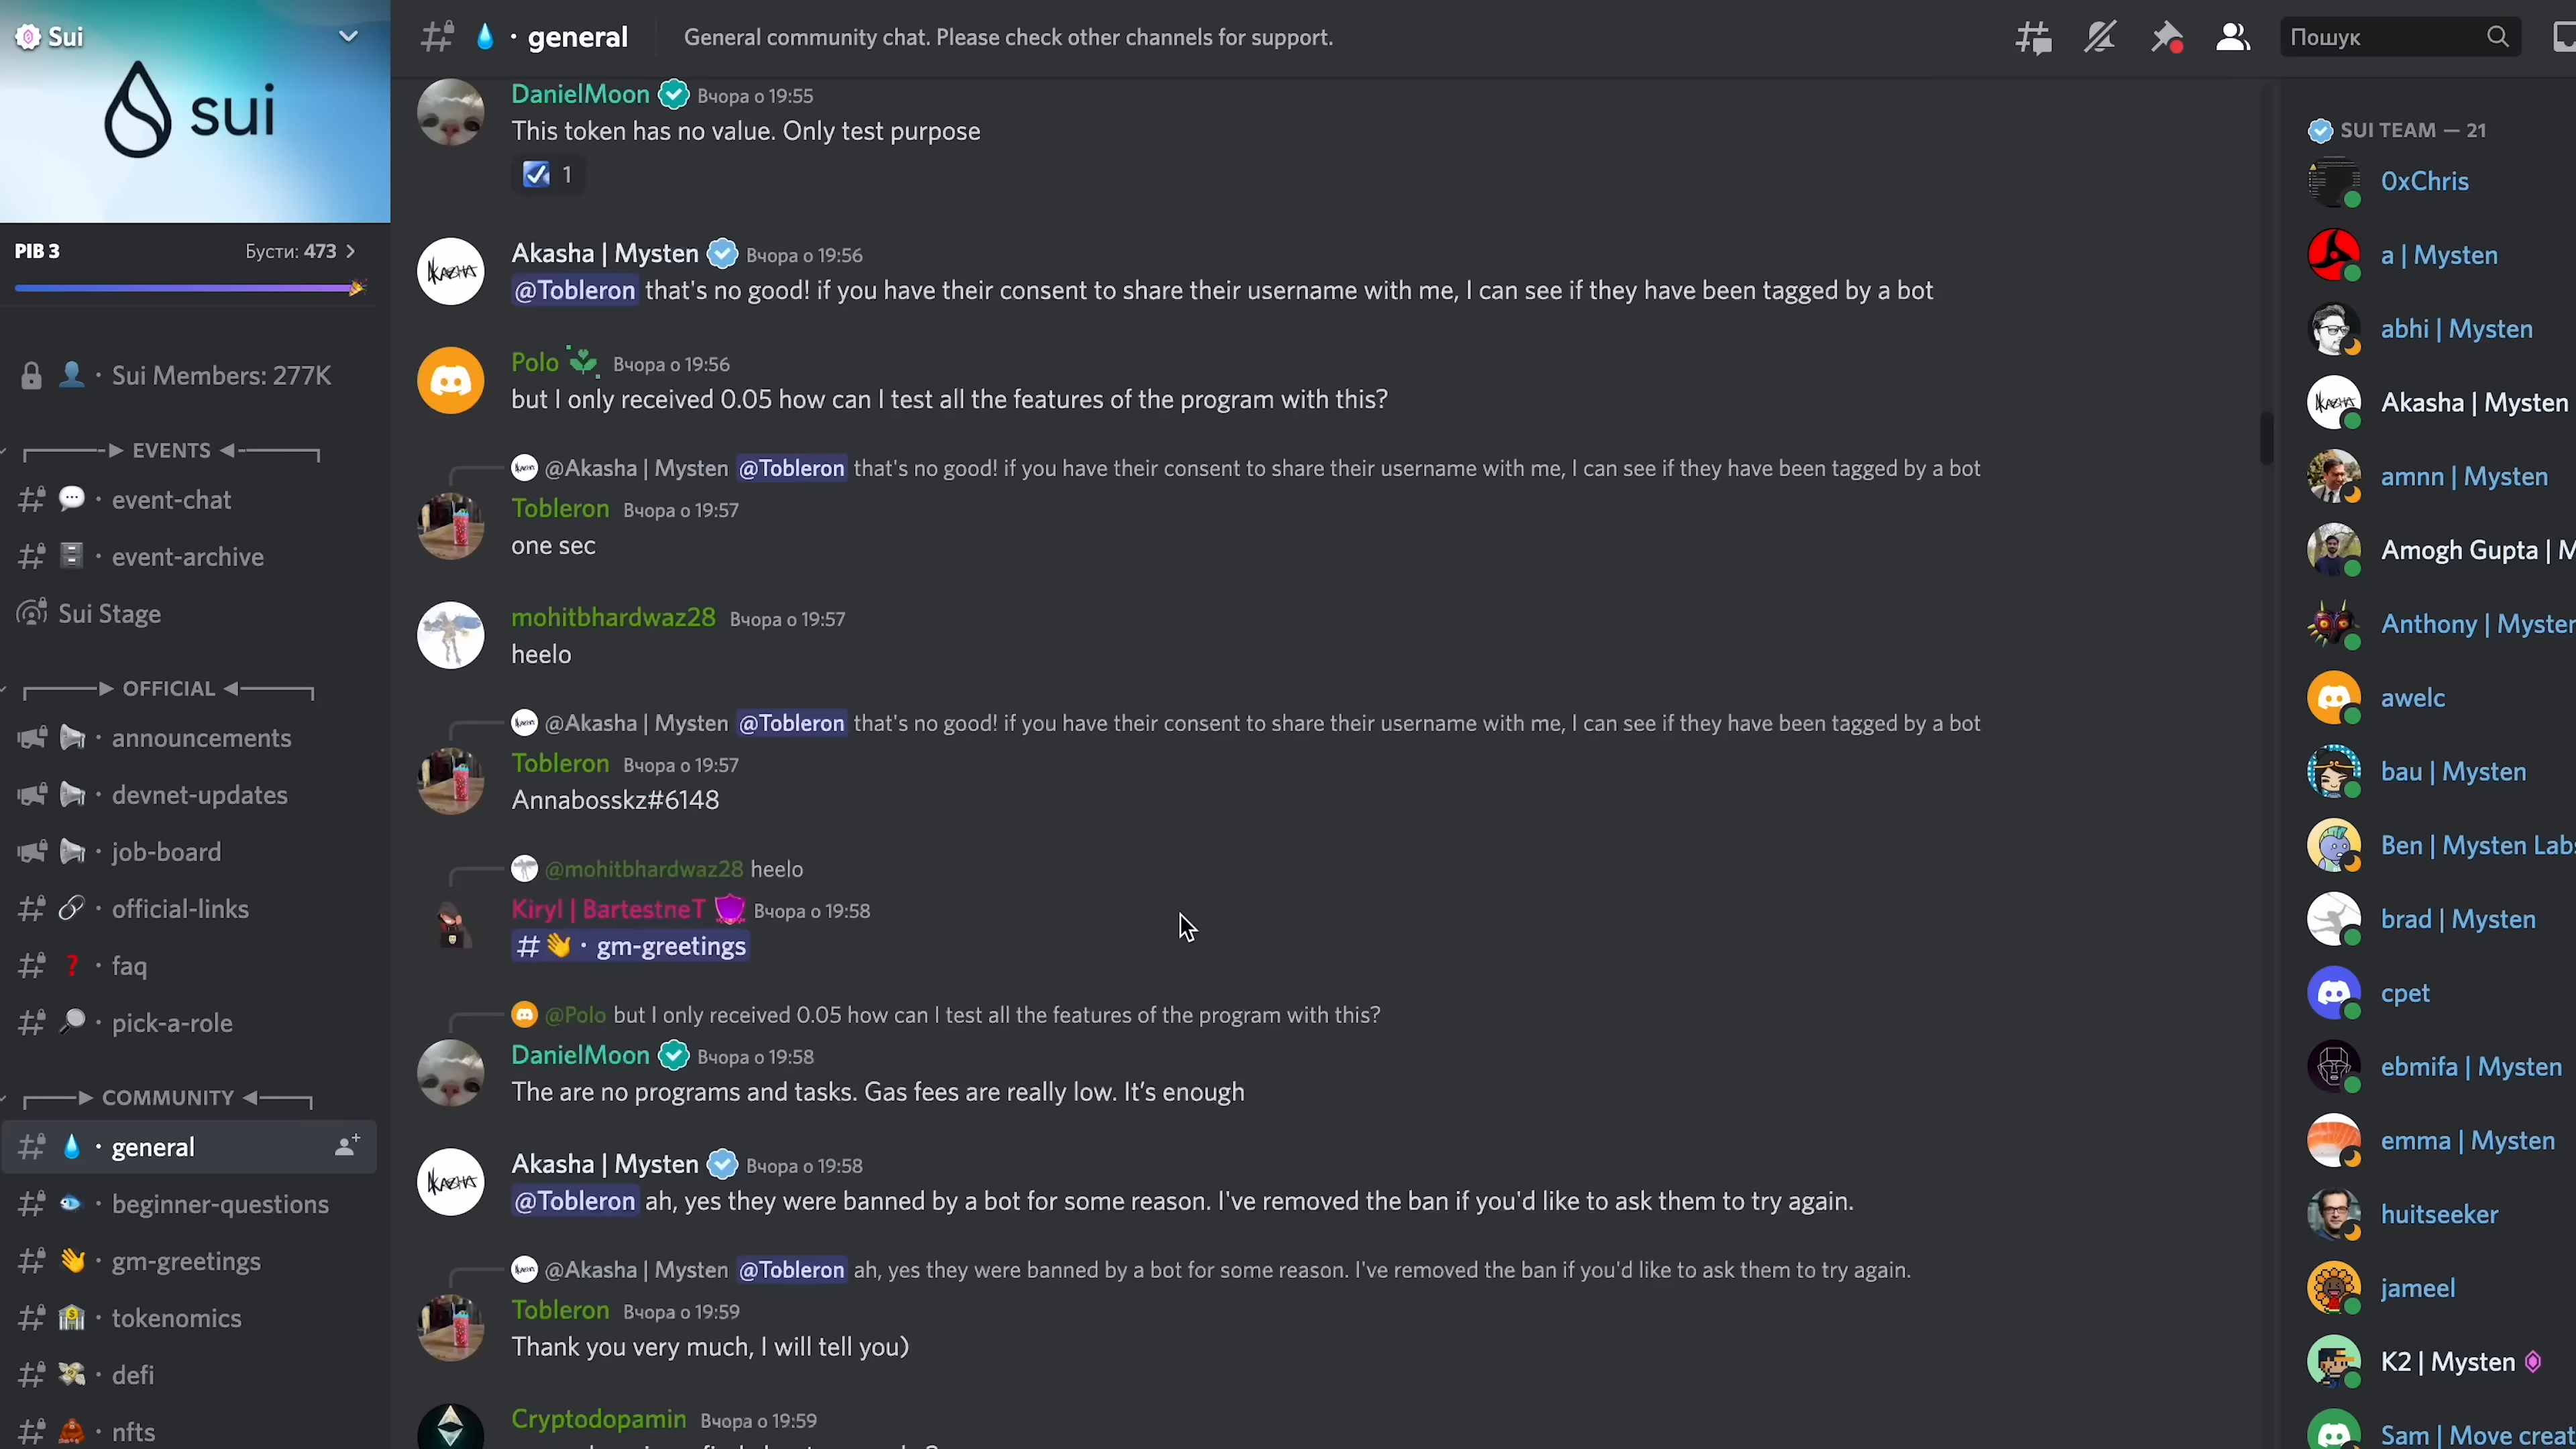 Sui
sui
РІВ 3
Бусти: 473
Sui Members: 277K
EVENTS
event-chat
event-archive
Sui Stage
OFFICIAL
announcements
devnet-updates
job-board
official-links
faq
pick-a-role
COMMUNITY
general
beginner-questions
gm-greetings
tokenomics
defi
nfts
· general
General community chat. Please check other channels for support.
Пошук
DanielMoon Вчора о 19:55
This token has no value. Only test purpose
1
Akasha | Mysten Вчора о 19:56
@Tobleron that's no good! if you have their consent to share their username with me, I can see if they have been tagged by a bot
Polo Вчора о 19:56
but I only received 0.05 how can I test all the features of the program with this?
@Akasha | Mysten @Tobleron that's no good! if you have their consent to share their username with me, I can see if they have been tagged by a bot
Tobleron Вчора о 19:57
one sec
mohitbhardwaz28 Вчора о 19:57
heelo
@Akasha | Mysten @Tobleron that's no good! if you have their consent to share their username with me, I can see if they have been tagged by a bot
Tobleron Вчора о 19:57
Annabosskz#6148
@mohitbhardwaz28 heelo
Kiryl | BartestneT Вчора о 19:58
# · gm-greetings
@Polo but I only received 0.05 how can I test all the features of the program with this?
DanielMoon Вчора о 19:58
The are no programs and tasks. Gas fees are really low. It's enough
Akasha | Mysten Вчора о 19:58
@Tobleron ah, yes they were banned by a bot for some reason. I've removed the ban if you'd like to ask them to try again.
@Akasha | Mysten @Tobleron ah, yes they were banned by a bot for some reason. I've removed the ban if you'd like to ask them to try again.
Tobleron Вчора о 19:59
Thank you very much, I will tell you)
Cryptodopamin Вчора о 19:59
SUI TEAM — 21
0xChris
a | Mysten
abhi | Mysten
Akasha | Mysten
amnn | Mysten
Amogh Gupta | M
Anthony | Myster
awelc
bau | Mysten
Ben | Mysten Labs
brad | Mysten
cpet
ebmifa | Mysten
emma | Mysten
huitseeker
jameel
K2 | Mysten
Sam | Move creat